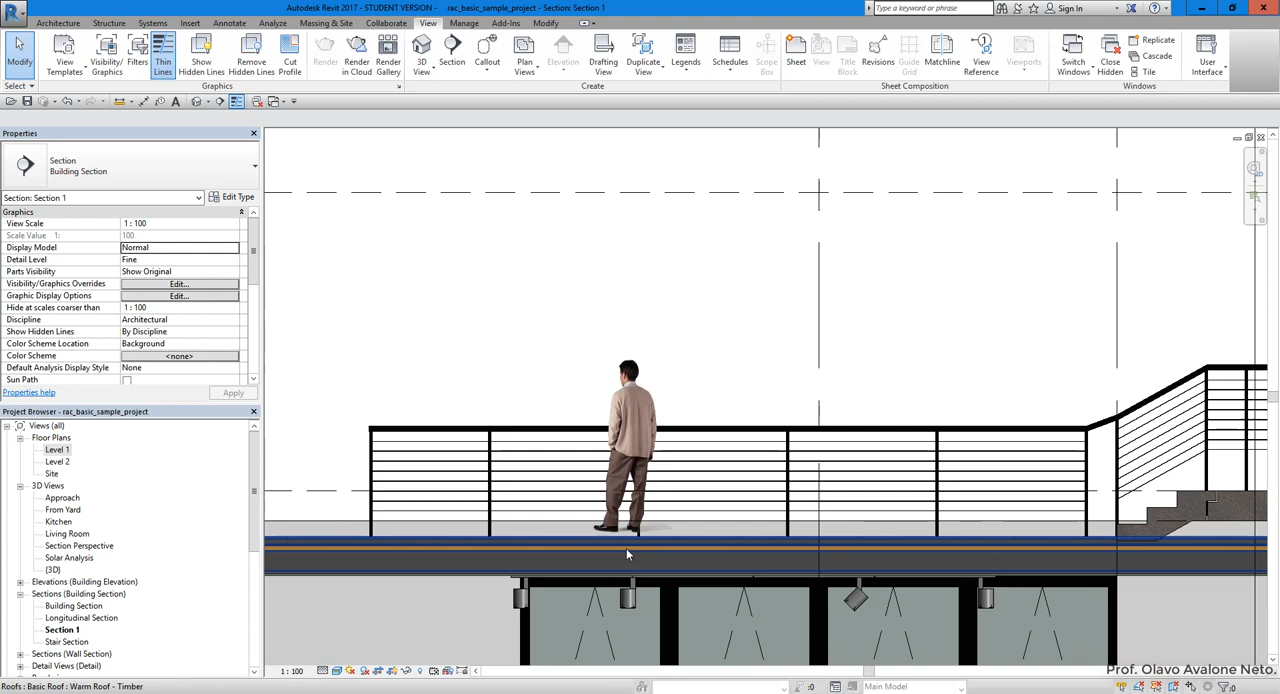 Autodesk Revit 2017 - STUDENT VERSION - rac_basic_sample_project - Section: Section 1
Type a keyword or phrase
Sign In
Architecture Structure Systems Insert Annotate Analyze Massing & Site Collaborate View Manage Add-Ins Modify
Modify
View Templates
Visibility/ Graphics
Filters
Thin Lines
Show Hidden Lines
Remove Hidden Lines
Cut Profile
Render
Render in Cloud
Render Gallery
3D View
Section
Callout
Plan Views
Elevation
Drafting View
Duplicate View
Legends
Schedules
Scope Box
Sheet
View
Title Block
Revisions
Guide Grid
Matchline
View Reference
Viewports
Switch Windows
Close Hidden
Replicate
Cascade
Tile
User Interface
Select
Graphics
Create
Sheet Composition
Windows
Properties
Section
Building Section
Section: Section 1
Edit Type
Graphics
View Scale 1 : 100
Scale Value 1: 100
Display Model Normal
Detail Level Fine
Parts Visibility Show Original
Visibility/Graphics Overrides Edit...
Graphic Display Options Edit...
Hide at scales coarser than 1 : 100
Discipline Architectural
Show Hidden Lines By Discipline
Color Scheme Location Background
Color Scheme <none>
Default Analysis Display Style None
Sun Path
Properties help
Apply
Project Browser - rac_basic_sample_project
Views (all)
Floor Plans
Level 1
Level 2
Site
3D Views
Approach
From Yard
Kitchen
Living Room
Section Perspective
Solar Analysis
{3D}
Elevations (Building Elevation)
Sections (Building Section)
Building Section
Longitudinal Section
Section 1
Stair Section
Sections (Wall Section)
Detail Views (Detail)
1 : 100
Prof. Olavo Avalone Neto.
Roofs : Basic Roof : Warm Roof - Timber
:0
Main Model
:0